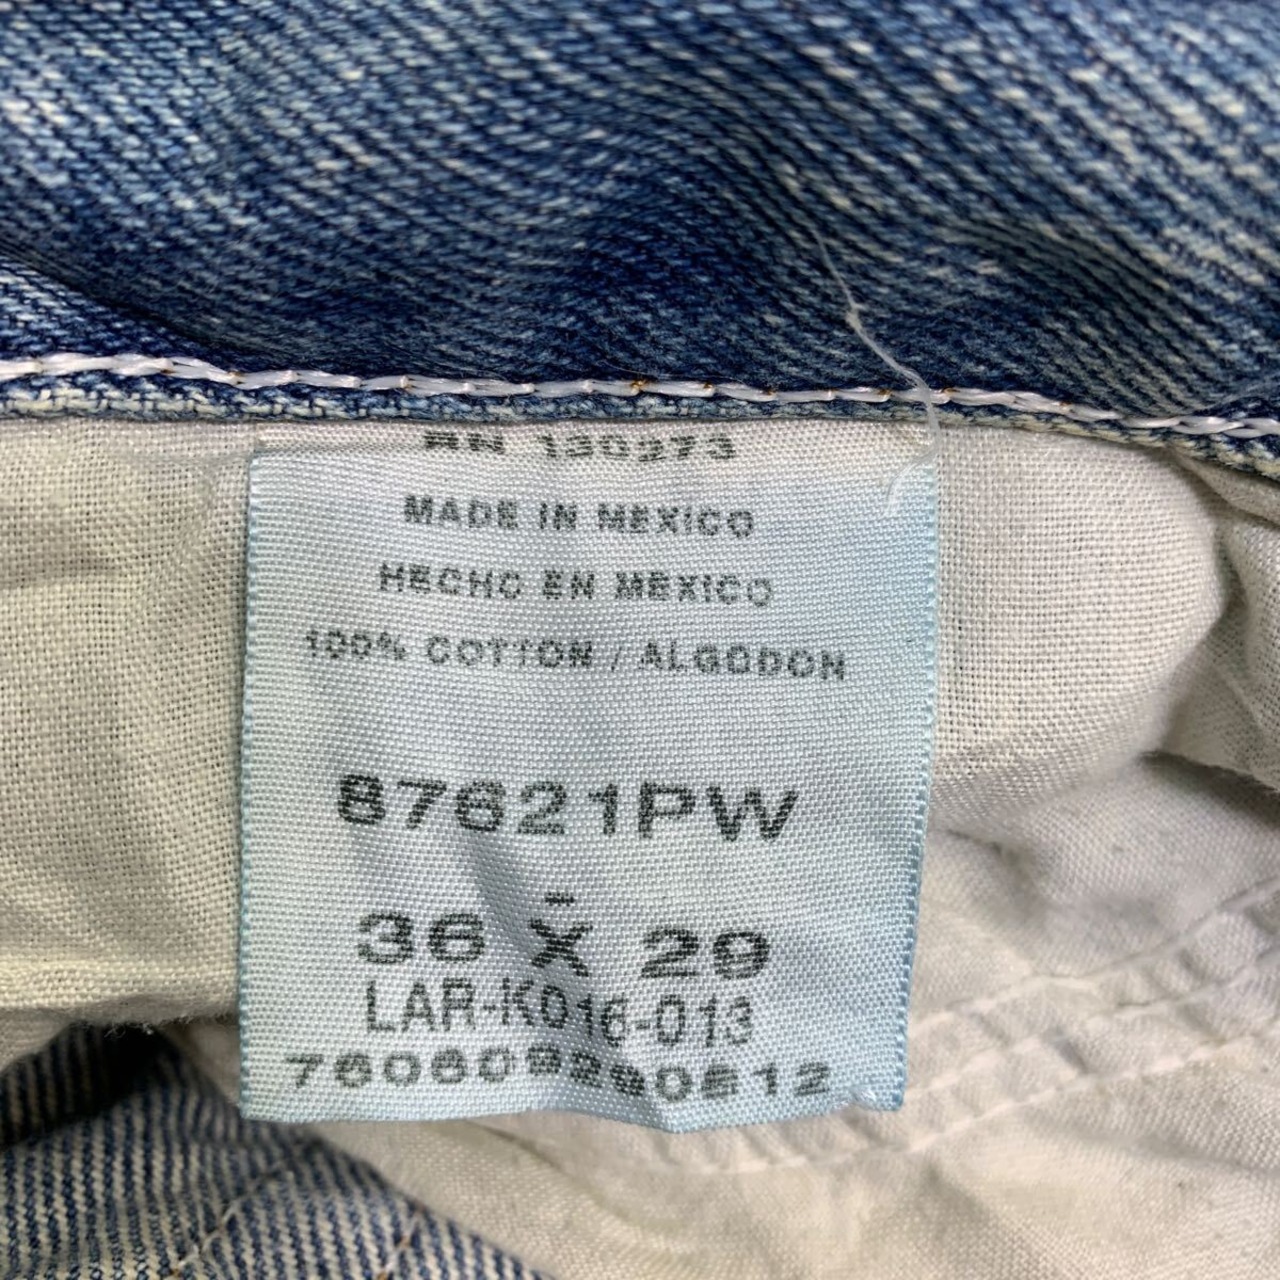 RN 130273
MADE IN MEXICO
HECHO EN MEXICO
100% COTTON / ALGODON
87621PW
-
36 X 29
LAR-K016-013